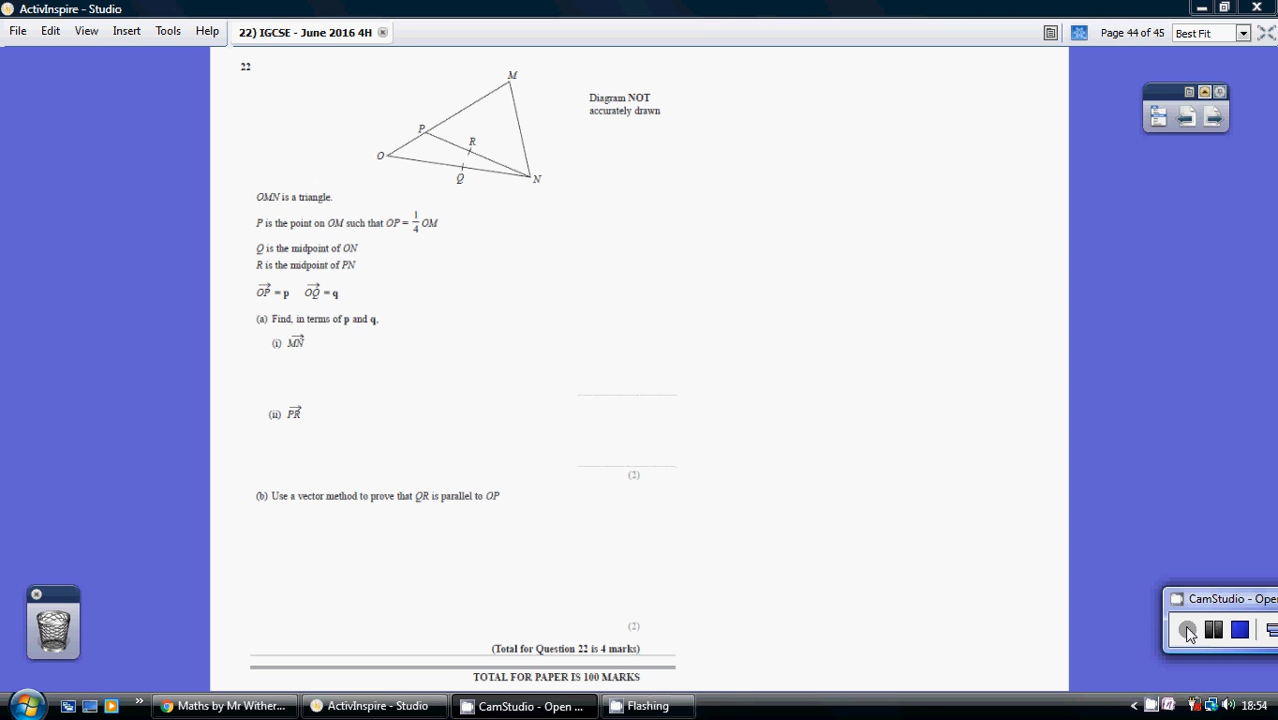 ActivInspire - Studio
File Edit View Insert Tools Help 22) IGCSE - June 2016 4H Page 44 of 45 Best Fit
22
M
Diagram NOT
accurately drawn
P
R
O
Q
N
OMN is a triangle.
P is the point on OM such that OP = 1/4 OM
Q is the midpoint of ON
R is the midpoint of PN
OP = p OQ = q
(a) Find, in terms of p and q,
(i) MN
(ii) PR
(2)
(b) Use a vector method to prove that QR is parallel to OP
(2)
(Total for Question 22 is 4 marks)
TOTAL FOR PAPER IS 100 MARKS
CamStudio - Ope
Maths by Mr Wither... ActivInspire - Studio CamStudio - Open ... Flashing 18:54